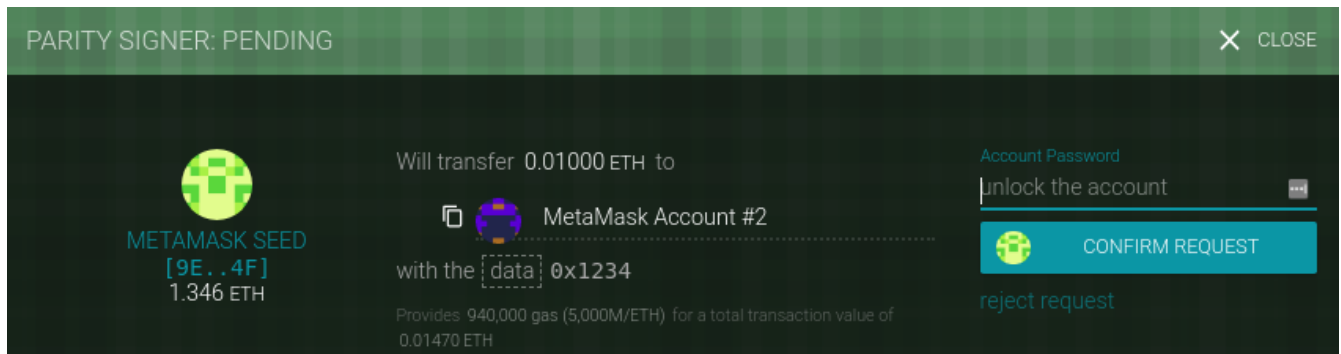 PARITY SIGNER: PENDING
CLOSE
METAMASK SEED
[9E..4F]
1.346 ETH
Will transfer 0.01000 ETH to
MetaMask Account #2
with the data 0x1234
Provides 940,000 gas (5,000M/ETH) for a total transaction value of
0.01470 ETH
Account Password
unlock the account
CONFIRM REQUEST
reject request